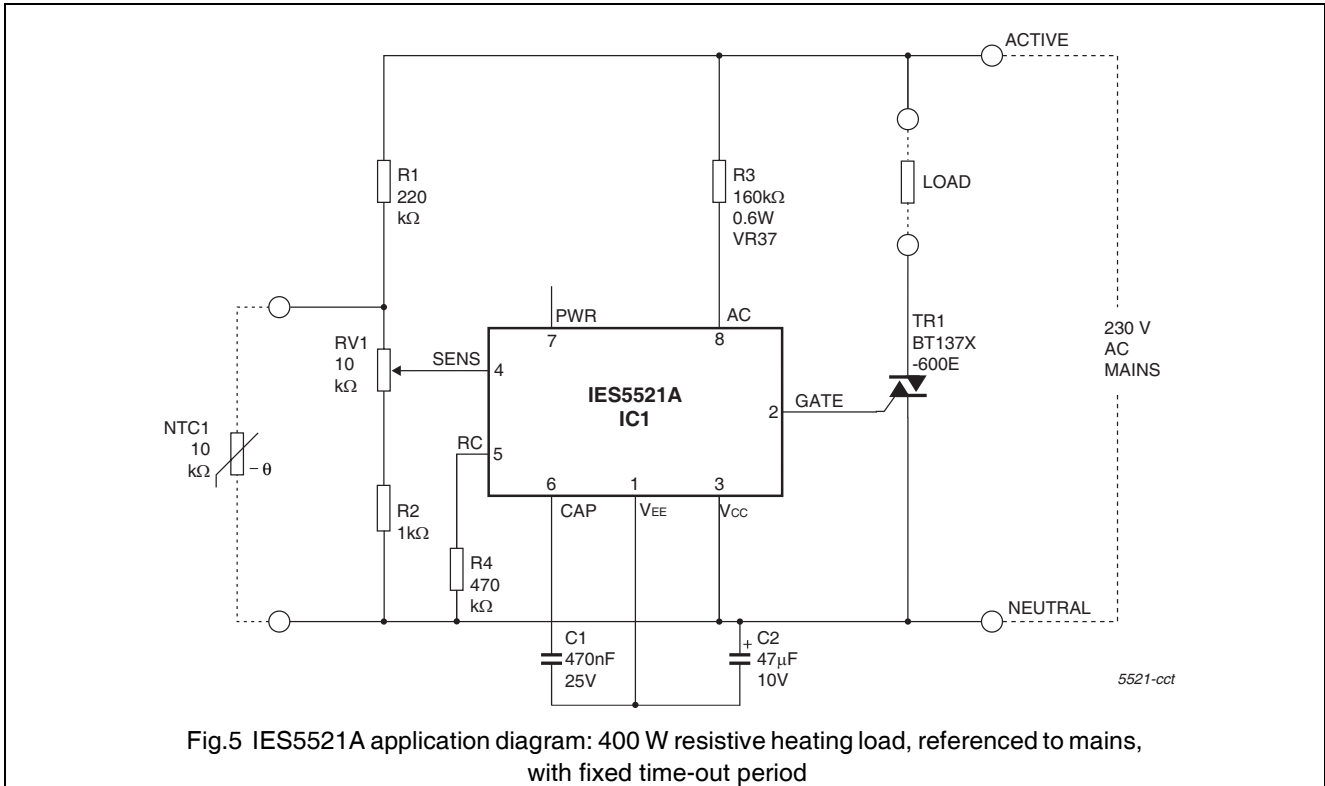 ACTIVE
R1
220
kΩ
R3
160kΩ
0.6W
VR37
LOAD
PWR
7
AC
8
TR1
BT137X
-600E
230 V
AC
MAINS
RV1
10
kΩ
SENS
4
IES5521A
IC1
2
GATE
NTC1
10
kΩ
- θ
RC
5
6
CAP
1
VEE
3
VCC
R2
1kΩ
R4
470
kΩ
NEUTRAL
C1
470nF
25V
+ C2
47μF
10V
5521-cct
Fig.5 IES5521A application diagram: 400 W resistive heating load, referenced to mains,
with fixed time-out period